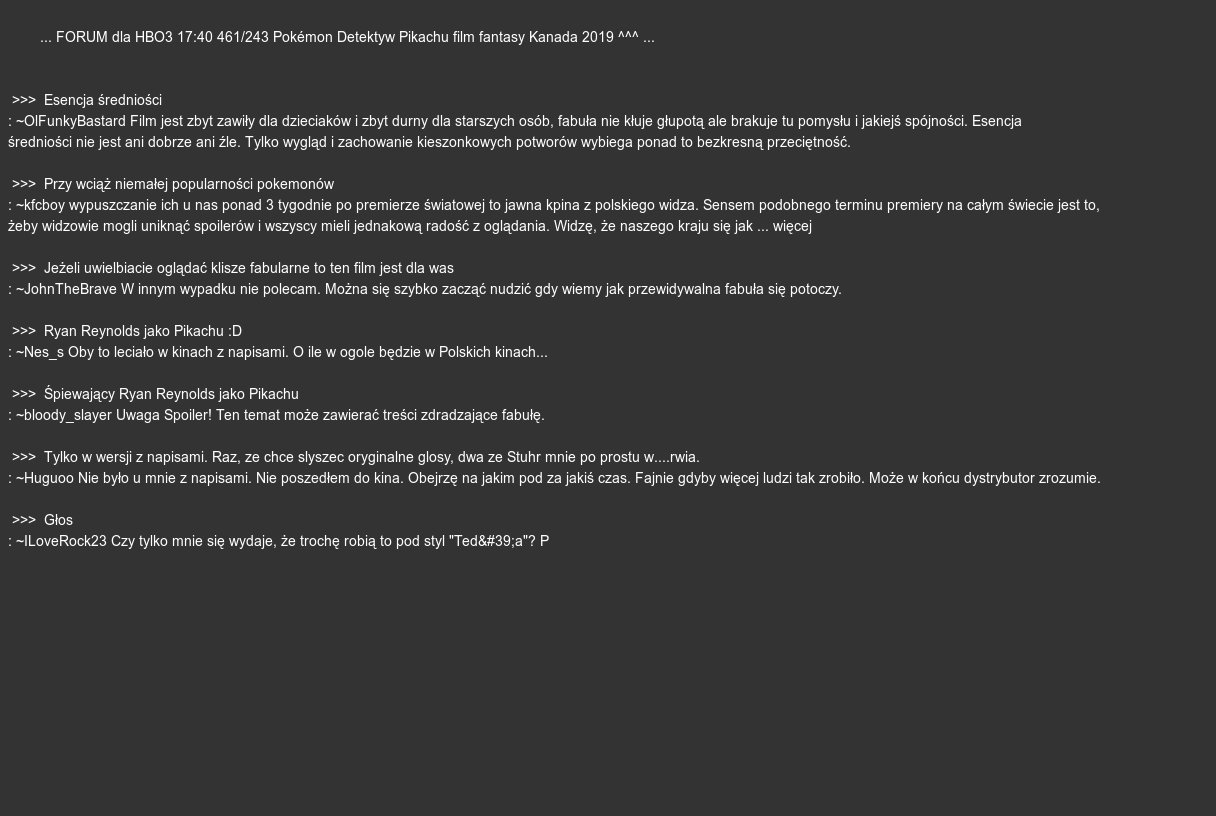 ... FORUM dla HBO3 17:40 461/243 Pokémon Detektyw Pikachu film fantasy Kanada 2019 ^^^ ...
>>> Esencja średniości
: ~OlFunkyBastard Film jest zbyt zawiły dla dzieciaków i zbyt durny dla starszych osób, fabuła nie kłuje głupotą ale brakuje tu pomysłu i jakiejś spójności. Esencja
średniości nie jest ani dobrze ani źle. Tylko wygląd i zachowanie kieszonkowych potworów wybiega ponad to bezkresną przeciętność.
>>> Przy wciąż niemałej popularności pokemonów
: ~kfcboy wypuszczanie ich u nas ponad 3 tygodnie po premierze światowej to jawna kpina z polskiego widza. Sensem podobnego terminu premiery na całym świecie jest to,
żeby widzowie mogli uniknąć spoilerów i wszyscy mieli jednakową radość z oglądania. Widzę, że naszego kraju się jak ... więcej
>>> Jeżeli uwielbiacie oglądać klisze fabularne to ten film jest dla was
: ~JohnTheBrave W innym wypadku nie polecam. Można się szybko zacząć nudzić gdy wiemy jak przewidywalna fabuła się potoczy.
>>> Ryan Reynolds jako Pikachu :D
: ~Nes_s Oby to leciało w kinach z napisami. O ile w ogole będzie w Polskich kinach...
>>> Śpiewający Ryan Reynolds jako Pikachu
: ~bloody_slayer Uwaga Spoiler! Ten temat może zawierać treści zdradzające fabułę.
>>> Tylko w wersji z napisami. Raz, ze chce slyszec oryginalne glosy, dwa ze Stuhr mnie po prostu w....rwia.
: ~Huguoo Nie było u mnie z napisami. Nie poszedłem do kina. Obejrzę na jakim pod za jakiś czas. Fajnie gdyby więcej ludzi tak zrobiło. Może w końcu dystrybutor zrozumie.
>>> Głos
: ~ILoveRock23 Czy tylko mnie się wydaje, że trochę robią to pod styl "Ted&#39;a"? P